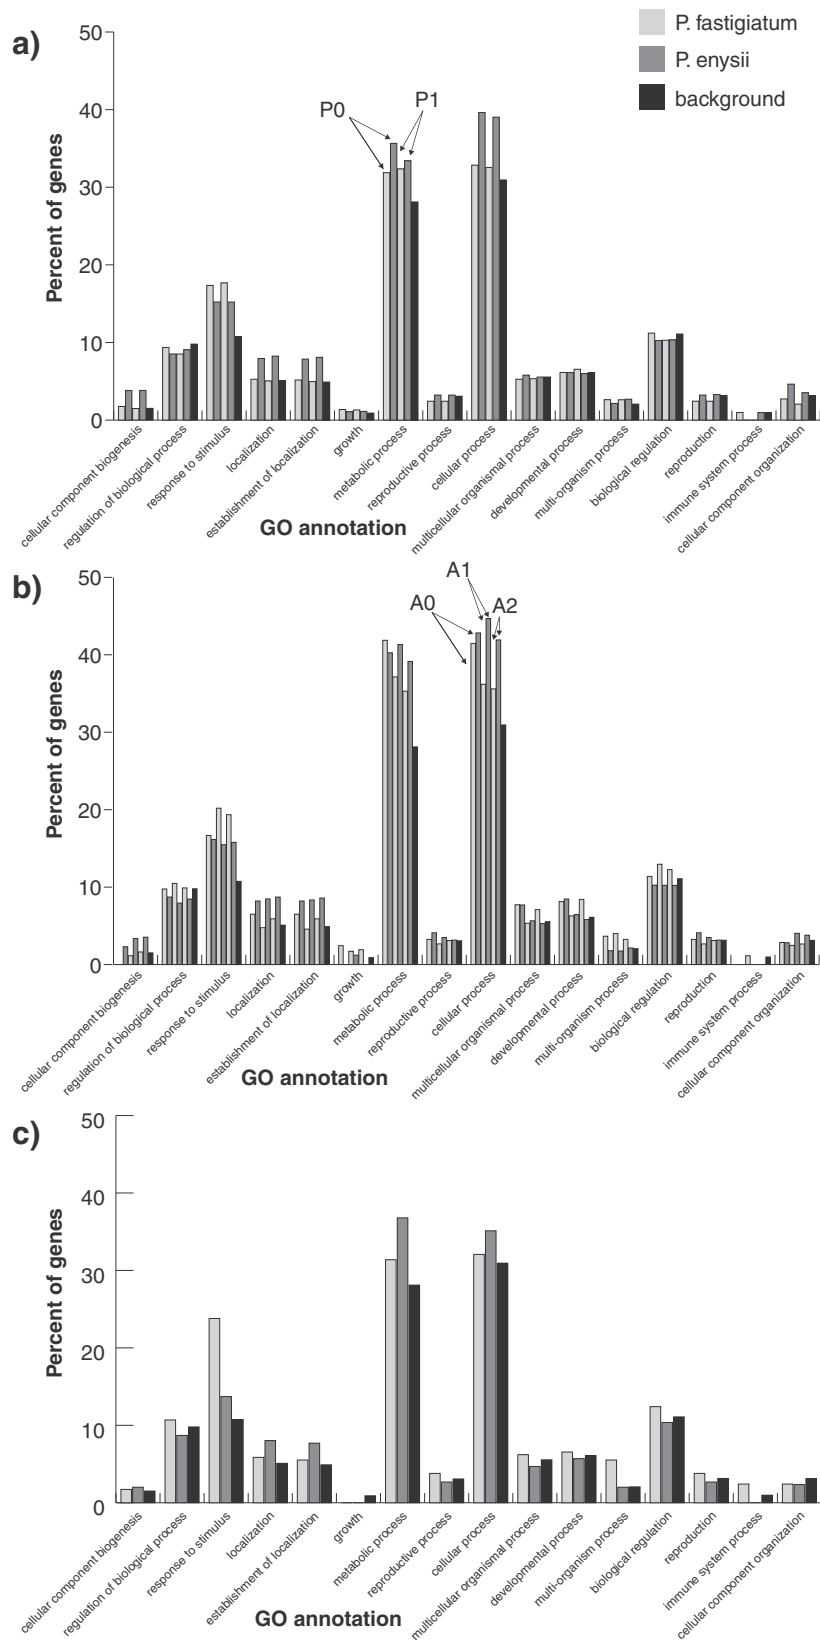 a)
P. fastigiatum
P. enysii
background
50
40
30
20
10
0
Percent of genes
P0
P1
cellular component biogenesis
regulation of biological process
response to stimulus
localization
establishment of localization
growth
metabolic process
reproductive process
cellular process
multicellular organismal process
developmental process
multi-organism process
biological regulation
reproduction
immune system process
cellular component organization
GO annotation
b)
50
40
30
20
10
0
Percent of genes
A1
A0
A2
cellular component biogenesis
regulation of biological process
response to stimulus
localization
establishment of localization
growth
metabolic process
reproductive process
cellular process
multicellular organismal process
developmental process
multi-organism process
biological regulation
reproduction
immune system process
cellular component organization
GO annotation
c)
50
40
30
20
10
0
Percent of genes
cellular component biogenesis
regulation of biological process
response to stimulus
localization
establishment of localization
growth
metabolic process
reproductive process
cellular process
multicellular organismal process
developmental process
multi-organism process
biological regulation
reproduction
immune system process
cellular component organization
GO annotation